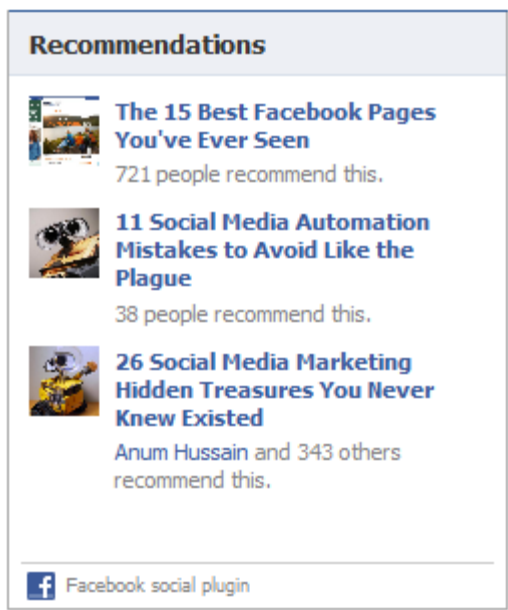 Recommendations
The 15 Best Facebook Pages
You've Ever Seen
721 people recommend this.
11 Social Media Automation
Mistakes to Avoid Like the
Plague
38 people recommend this.
26 Social Media Marketing
Hidden Treasures You Never
Knew Existed
Anum Hussain and 343 others
recommend this.
Facebook social plugin